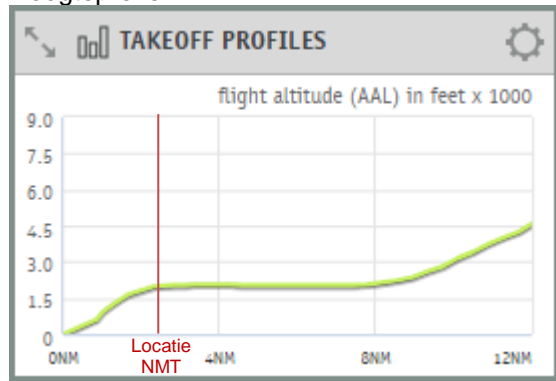 TAKEOFF PROFILES
flight altitude (AAL) in feet x 1000
9.0
7.5
6.0
4.5
3.0
1.5
0
0NM
4NM
8NM
12NM
Locatie
NMT